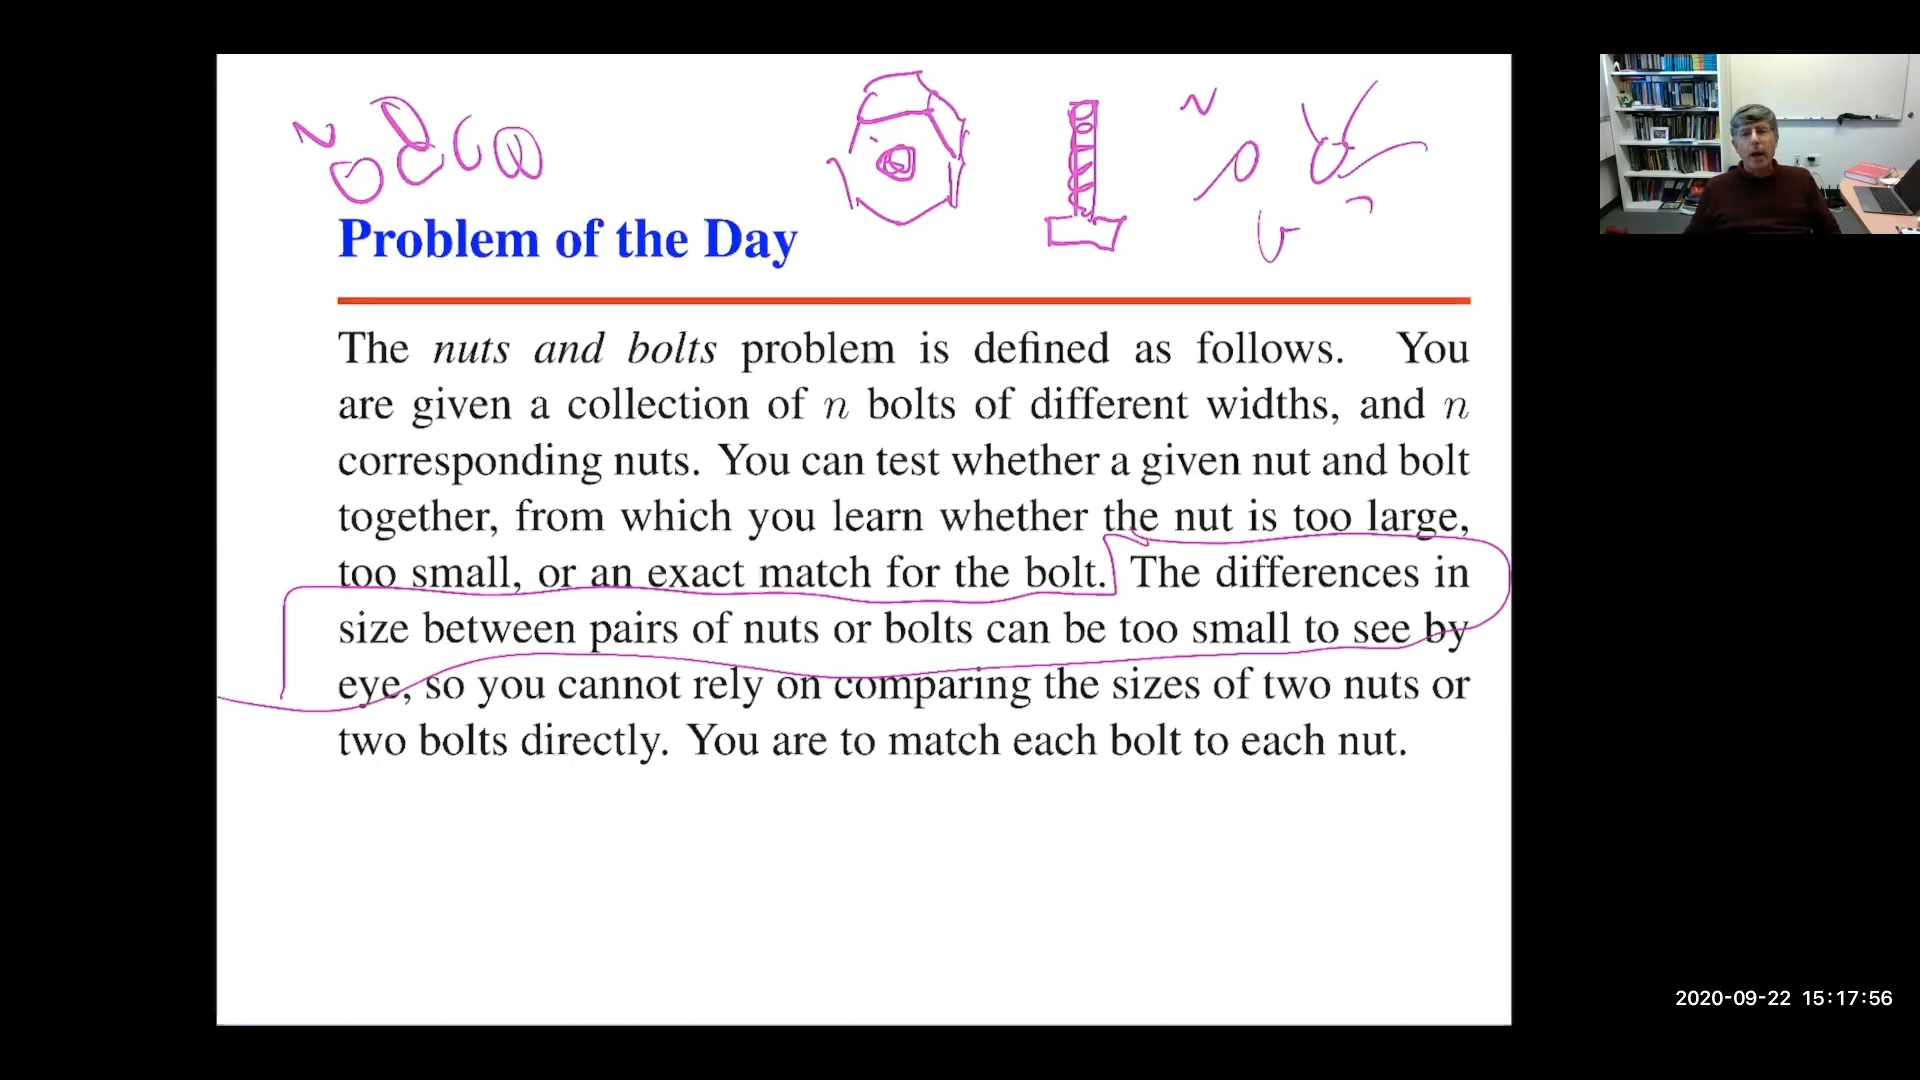 N
N
Problem of the Day
The nuts and bolts problem is defined as follows. You
are given a collection of n bolts of different widths, and n
corresponding nuts. You can test whether a given nut and bolt
together, from which you learn whether the nut is too large,
too small, or an exact match for the bolt. The differences in
size between pairs of nuts or bolts can be too small to see by
eye, so you cannot rely on comparing the sizes of two nuts or
two bolts directly. You are to match each bolt to each nut.
2020-09-22 15:17:56